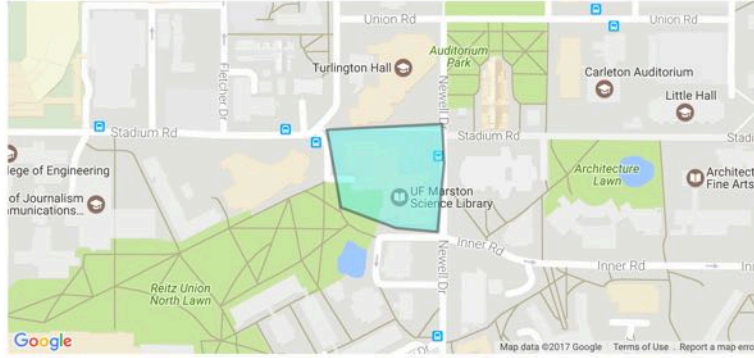 Union Rd
Union Rd
Auditorium
Park
Turlington Hall
Carleton Auditorium
Fletcher Dr
Newell Dr
Little Hall
Stadium Rd
Stadium Rd
lege of Engineering
Architecture
Lawn
Architect
Fine Arts
of Journalism
mmunications...
UF Marston
Science Library
Inner Rd
Inner Rd
Newell Dr
Reitz Union
North Lawn
Google
Map data ©2017 Google
Terms of Use
Report a map erro